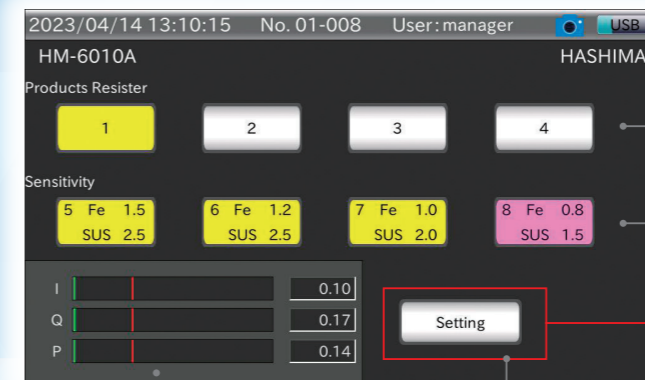 2023/04/14 13:10:15 No. 01-008 User:manager USB
HM-6010A HASHIMA
Products Resister
1 2 3 4
Sensitivity
5 Fe 1.5 6 Fe 1.2 7 Fe 1.0 8 Fe 0.8
SUS 2.5 SUS 2.5 SUS 2.0 SUS 1.5
I 0.10
Q 0.17
P 0.14
Setting